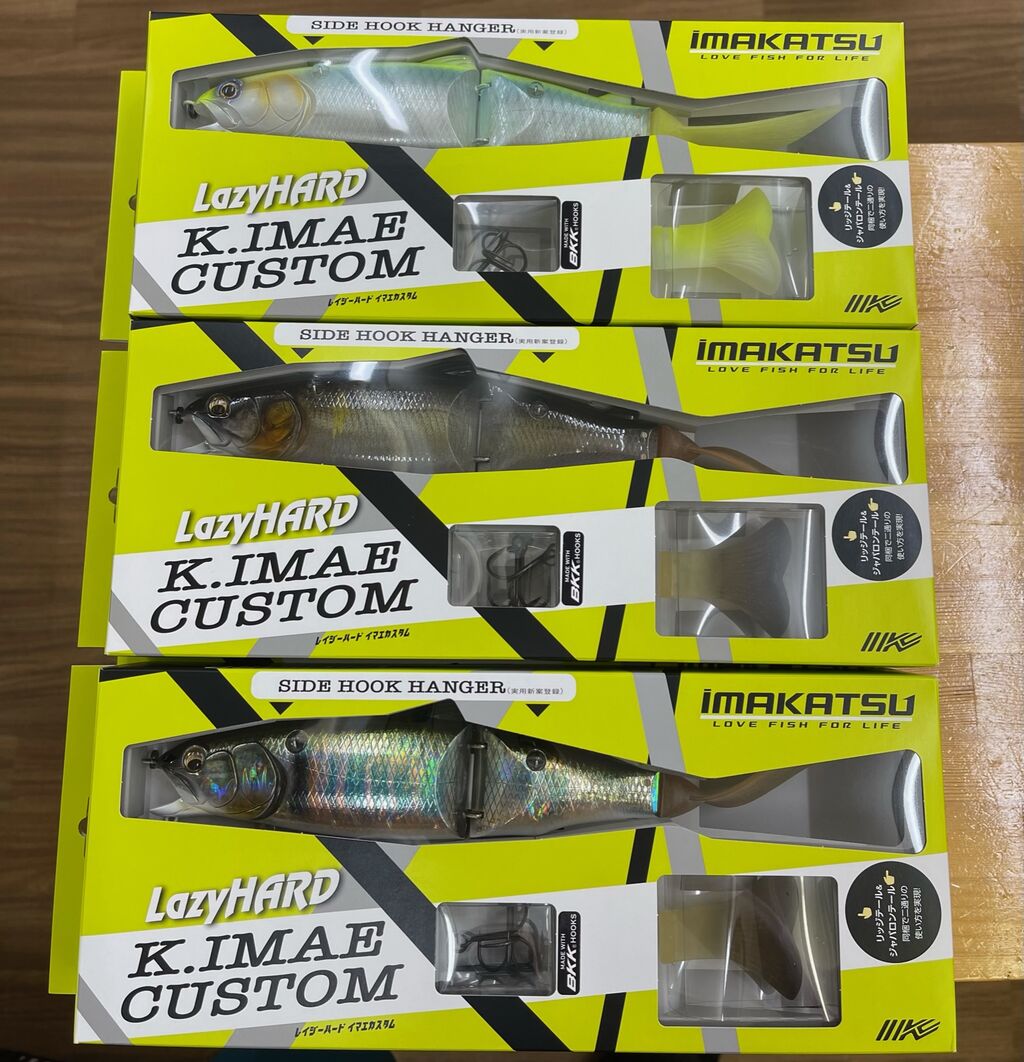 SIDE HOOK HANGER(実用新案登録)
iMAKATSU
LOVE FISH FOR LIFE
LazyHARD
K.IMAE
CUSTOM
レイジーハード イマエカスタム
MADE WITH
BKK HOOKS
リッジテール&
ジャバロンテール
同梱で二通りの
使い方を実現!
SIDE HOOK HANGER(実用新案登録)
iMAKATSU
LOVE FISH FOR LIFE
LazyHARD
K.IMAE
CUSTOM
レイジーハード イマエカスタム
MADE WITH
BKK HOOKS
リッジテール&
ジャバロンテール
同梱で二通りの
使い方を実現!
SIDE HOOK HANGER(実用新案登録)
iMAKATSU
LOVE FISH FOR LIFE
LazyHARD
K.IMAE
CUSTOM
レイジーハード イマエカスタム
MADE WITH
BKK HOOKS
リッジテール&
ジャバロンテール
同梱で二通りの
使い方を実現!